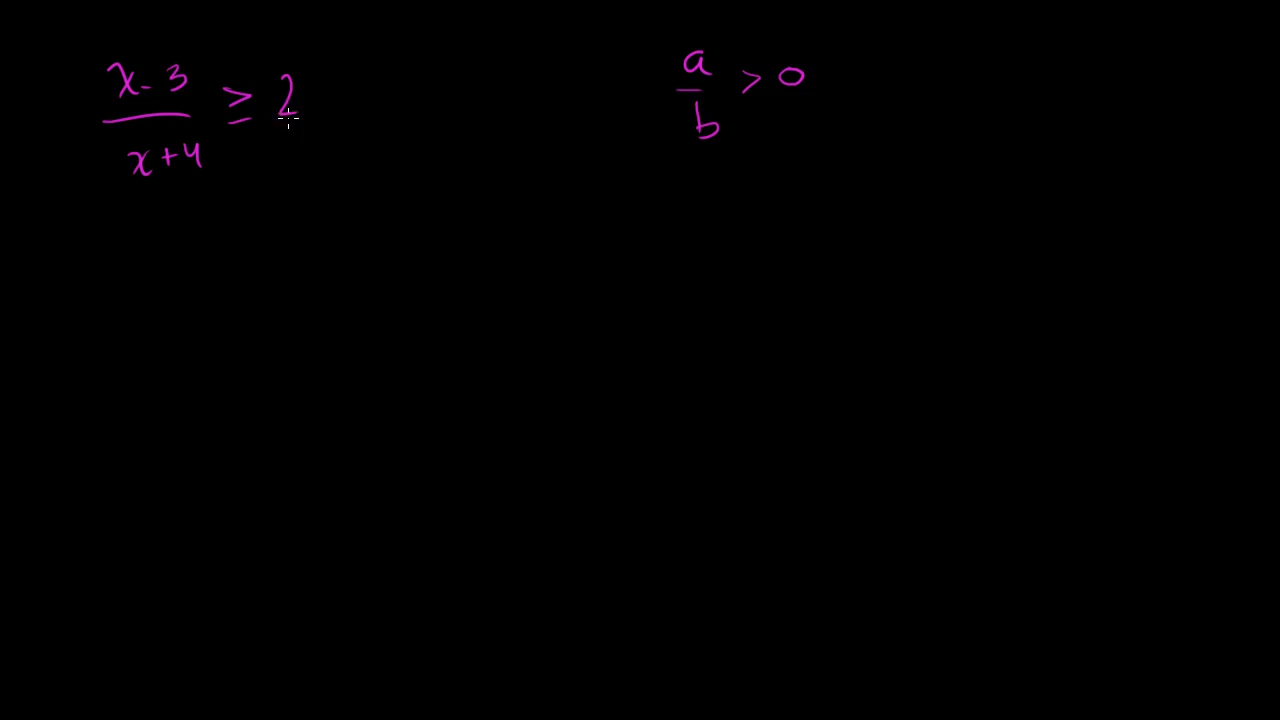 x - 3 / x + 4 ≥ 2
a / b > 0